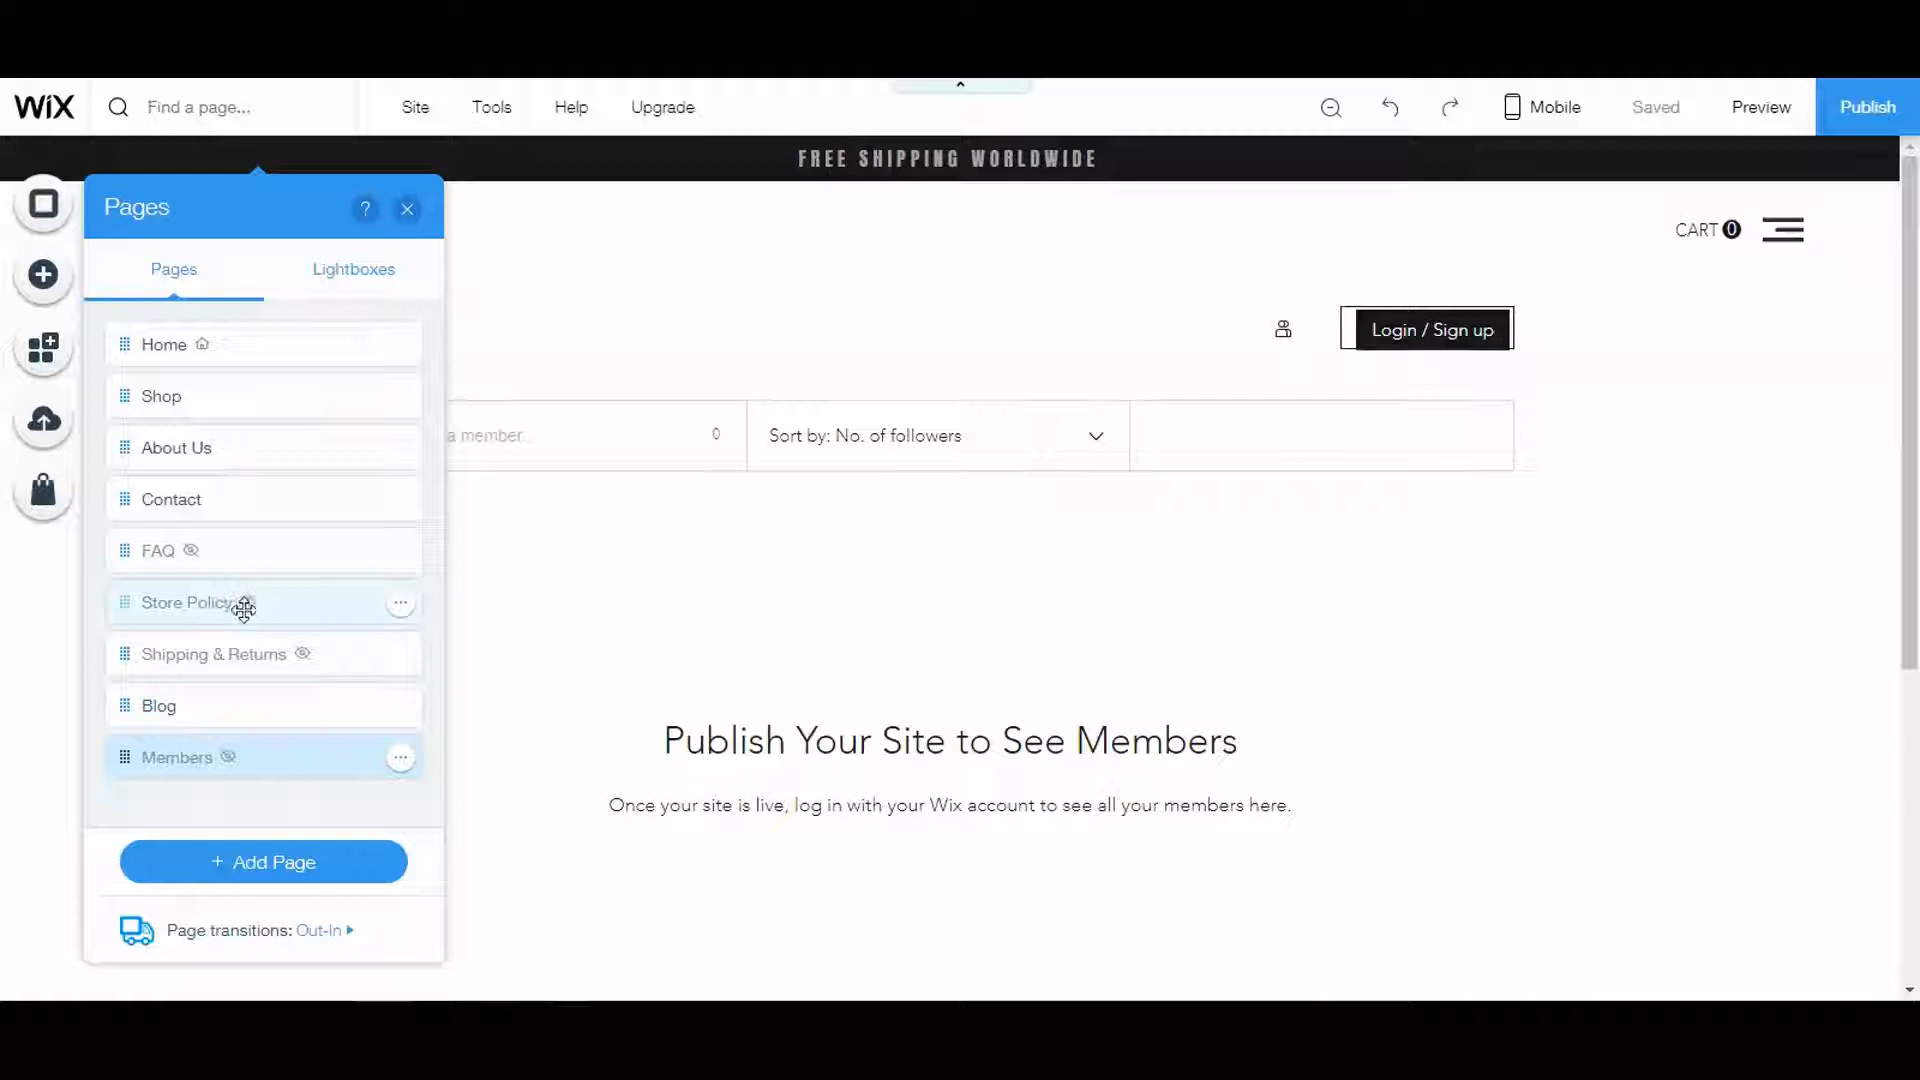 WiX
Find a page...
Site
Tools
Help
Upgrade
Mobile
Saved
Preview
Publish
FREE SHIPPING WORLDWIDE
Pages
?
Pages
Lightboxes
CART 0
Home
Shop
About Us
Contact
FAQ
Store Policy
Shipping & Returns
Blog
Members
Login / Sign up
a member...
0
Sort by: No. of followers
Publish Your Site to See Members
Once your site is live, log in with your Wix account to see all your members here.
+ Add Page
Page transitions: Out-In